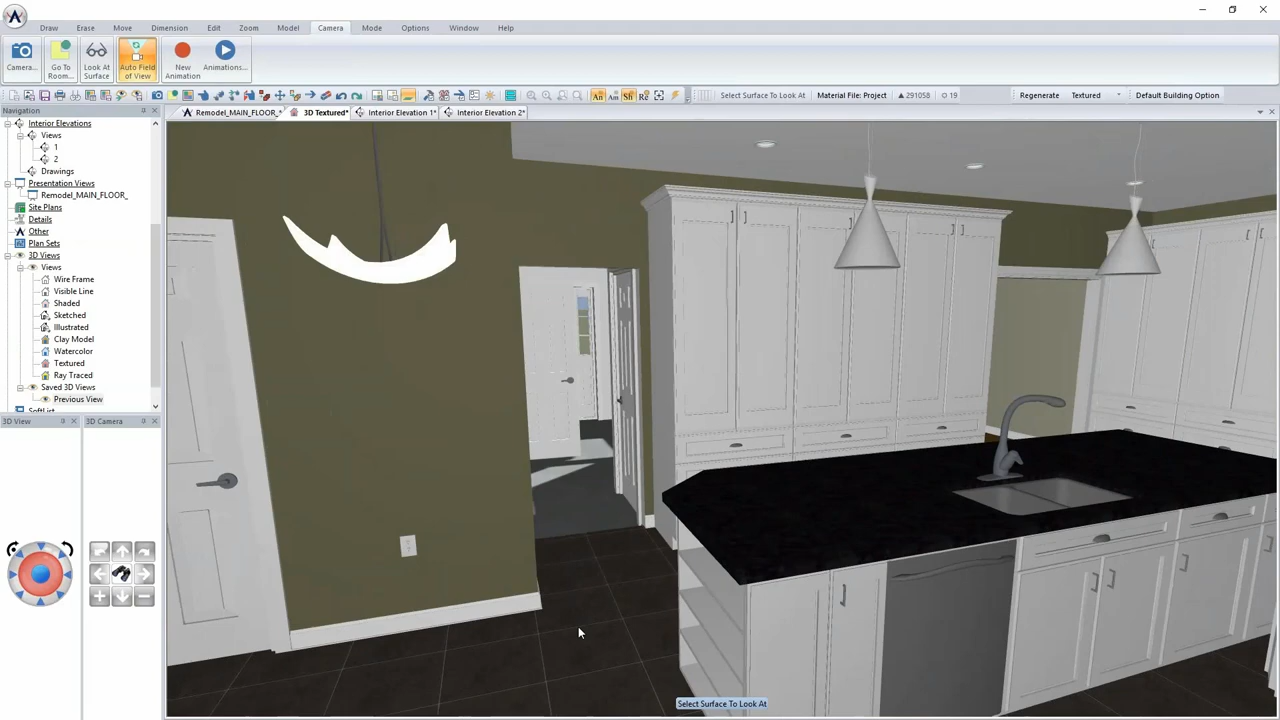 Draw Erase Move Dimension Edit Zoom Model Camera Mode Options Window Help
Camera... Go To Room... Look At Surface Auto Field of View New Animation Animations...
An Am Sh Re Select Surface To Look At Material File: Project 291058 19 Regenerate Textured Default Building Option
Navigation
Remodel_MAIN_FLOOR_* 3D Textured* Interior Elevation 1* Interior Elevation 2*
Interior Elevations
Views
1
2
Drawings
Presentation Views
Remodel_MAIN_FLOOR_
Site Plans
Details
Other
Plan Sets
3D Views
Views
Wire Frame
Visible Line
Shaded
Sketched
Illustrated
Clay Model
Watercolor
Textured
Ray Traced
Saved 3D Views
Previous View
SoftList
3D View 3D Camera
Select Surface To Look At